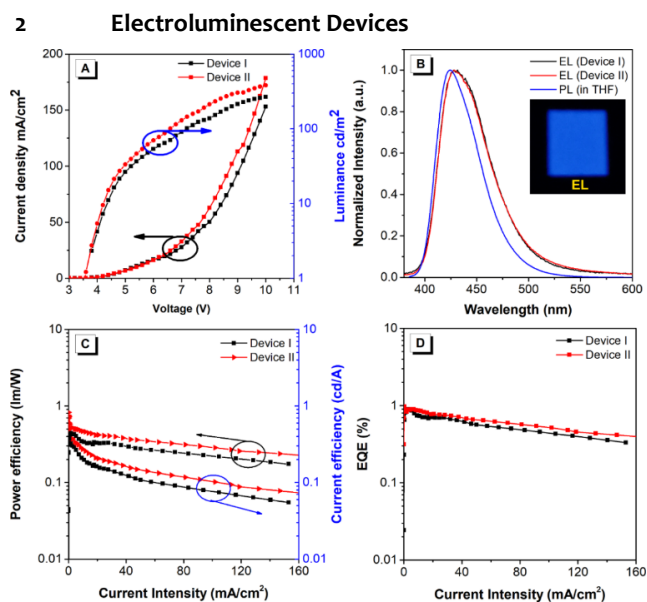 2 Electroluminescent Devices
A
Device I
Device II
200
175
150
125
100
75
50
25
0
Current density mA/cm²
1000
100
10
1
Luminance cd/m²
3 4 5 6 7 8 9 10 11
Voltage (V)
B
EL (Device I)
EL (Device II)
PL (in THF)
EL
1.0
0.8
0.6
0.4
0.2
0.0
Normalized Intensity (a.u.)
400 450 500 550 600
Wavelength (nm)
C
Device I
Device II
10
1
0.1
0.01
Power efficiency (lm/W)
10
1
0.1
0.01
Current efficiency (cd/A)
0 40 80 120 160
Current Intensity (mA/cm²)
D
Device I
Device II
10
1
0.1
0.01
EQE (%)
0 40 80 120 160
Current Intensity (mA/cm²)